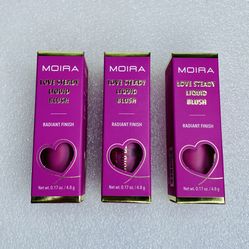 MOIRA
LOVE STEADY
LIQUID
BLUSH
RADIANT FINISH
Net wt. 0.17 oz / 4.8 g
MOIRA
LOVE STEADY
LIQUID
BLUSH
RADIANT FINISH
Net wt. 0.17 oz / 4.8 g
MOIRA
LOVE STEADY
LIQUID
BLUSH
RADIANT FINISH
Net wt. 0.17 oz / 4.8 g